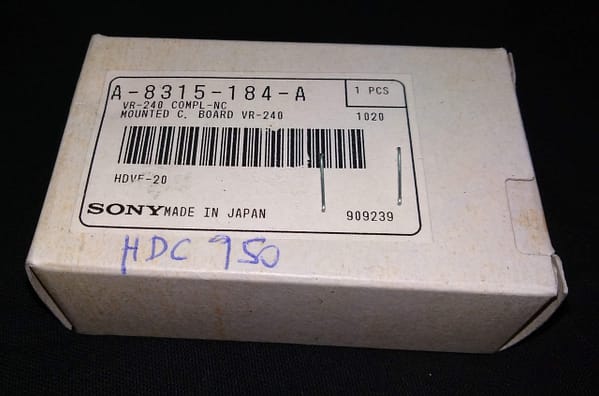 A-8315-184-A
1 PCS
VR-240 COMPL-NC
MOUNTED C. BOARD VR-240
1020
HDVF-20
SONY MADE IN JAPAN
909239
HDC 950